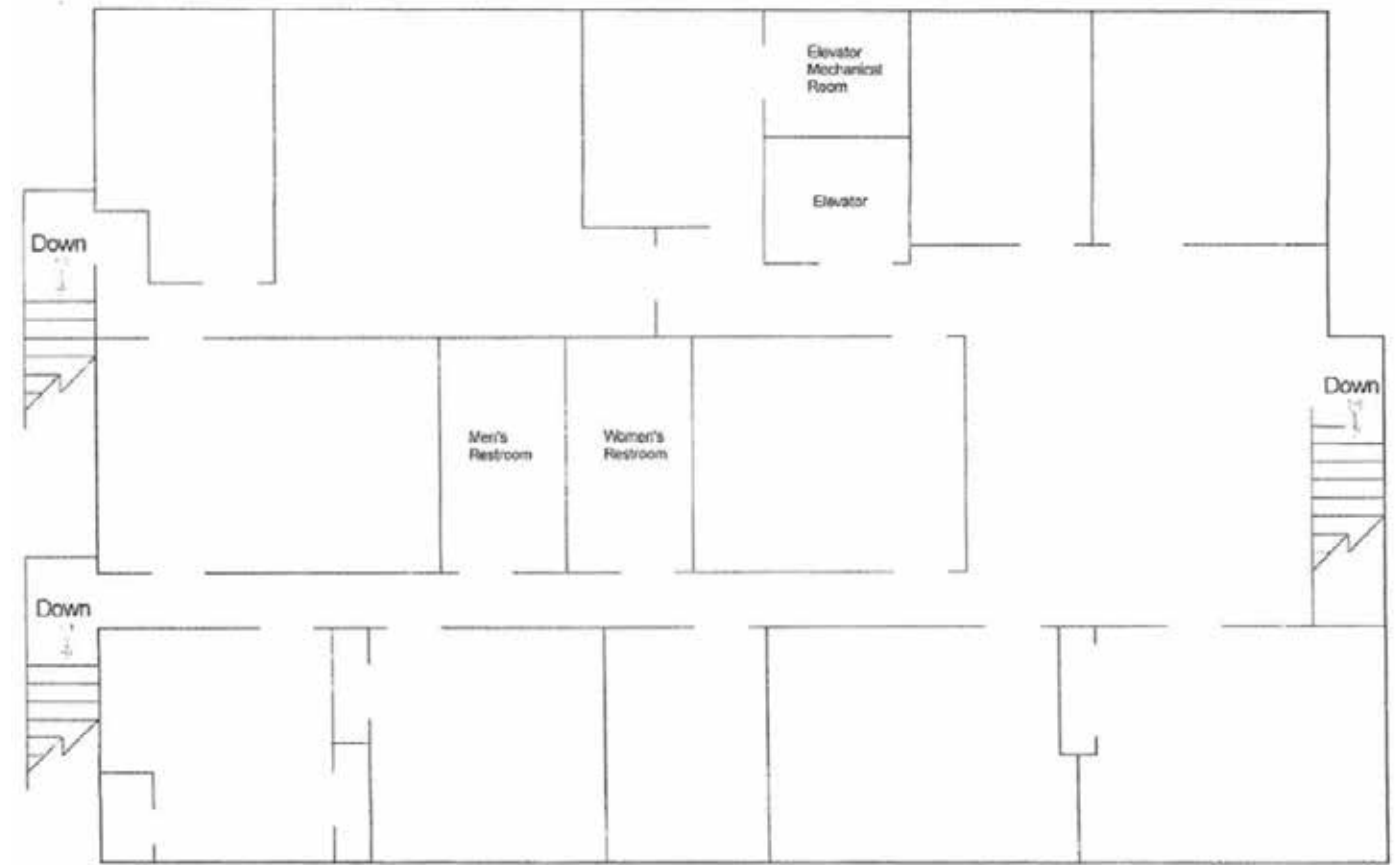 Elevator
Mechanical
Room
Elevator
Down
Down
Men's
Restroom
Women's
Restroom
Down